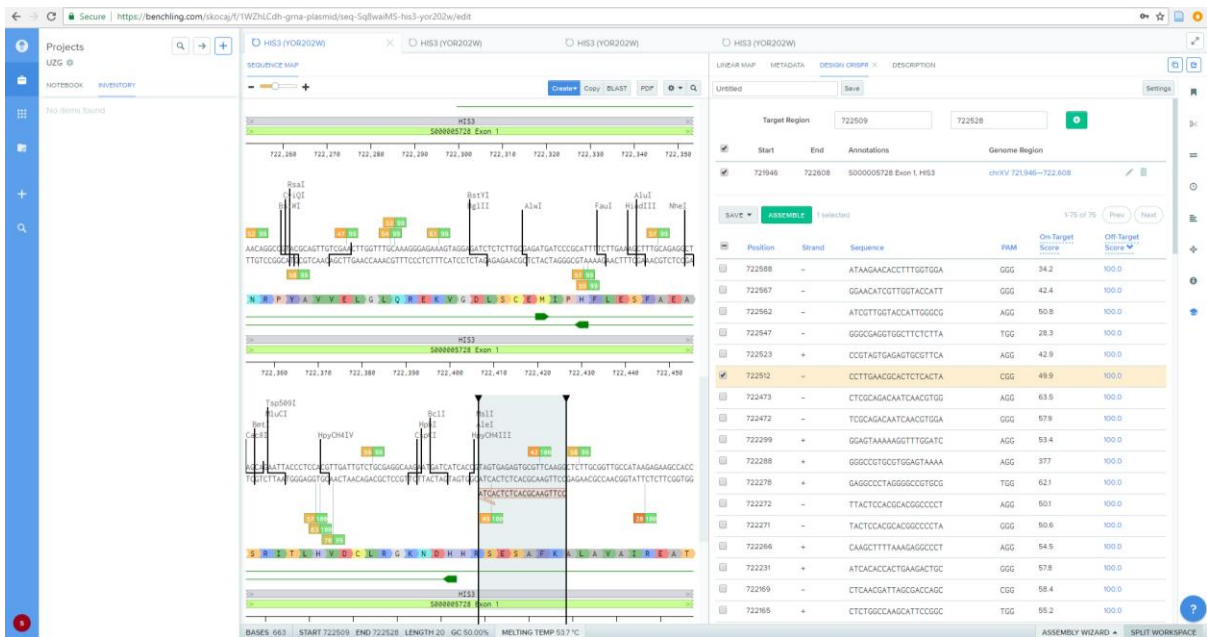 Secure | https://benchling.com/skocaj/f/1WZhLCdh-grna-plasmid/seq-Sq8waiMS-his3-yor202w/edit
Projects
UZG
NOTEBOOK INVENTORY
No items found
HIS3 (YOR202W) HIS3 (YOR202W) HIS3 (YOR202W) HIS3 (YOR202W)
SEQUENCE MAP
Create Copy BLAST PDF
HIS3
S000005728 Exon 1
722,260 722,270 722,280 722,290 722,300 722,310 722,320 722,330 722,340 722,350
RsaI
BstYI AluI
BglII AlwI FauI HindIII NheI
N R P Y A V V E L G L Q R E K V G D L S C E M I P H F L E S F A E A
HIS3
S000005728 Exon 1
722,360 722,370 722,380 722,390 722,400 722,410 722,420 722,430 722,440 722,450
Tsp509I
MluCI BclI MslI
HphI AleI
HpyCH4IV CspCI HpyCH4III
ATCACTCTCACGCAAGTTCC
S R I T L H V D C L R G K N D H H R S E S A F K A L A V A I R E A T
HIS3
S000005728 Exon 1
BASES 663 START 722509 END 722528 LENGTH 20 GC 50.00% MELTING TEMP 53.7 °C
LINEAR MAP METADATA DESIGN CRISPR × DESCRIPTION
Untitled Save Settings
Target Region 722509 722528
Start End Annotations Genome Region
721946 722608 S000005728 Exon 1, HIS3 chrXV 721,946—722,608
SAVE ASSEMBLE 1 selected 1-75 of 75 Prev Next
Position Strand Sequence PAM On-Target Score Off-Target Score
722588 - ATAAGAACACCTTTGGTGGA GGG 34.2 100.0
722567 - GGAACATCGTTGGTACCATT GGG 42.4 100.0
722562 - ATCGTTGGTACCATTGGGCG AGG 50.8 100.0
722547 - GGGCGAGGTGGCTTCTCTTA TGG 28.3 100.0
722523 + CCGTAGTGAGAGTGCGTTCA AGG 42.9 100.0
722512 - CCTTGAACGCACTCTCACTA CGG 49.9 100.0
722473 - CTCGCAGACAATCAACGTGG AGG 63.5 100.0
722472 - TCGCAGACAATCAACGTGGA GGG 57.9 100.0
722299 + GGAGTAAAAAGGTTTGGATC AGG 53.4 100.0
722288 + GGGCCGTGCGTGGAGTAAAA AGG 37.7 100.0
722278 + GAGGCCCTAGGGGCCGTGCG TGG 62.1 100.0
722272 - TTACTCCACGCACGGCCCCT AGG 50.1 100.0
722271 - TACTCCACGCACGGCCCCTA GGG 50.6 100.0
722266 + CAAGCTTTTAAAGAGGCCCT AGG 54.5 100.0
722231 + ATCACACCACTGAAGACTGC GGG 57.8 100.0
722169 - CTCAACGATTAGCGACCAGC CGG 58.4 100.0
722165 + CTCTGGCCAAGCATTCCGGC TGG 55.2 100.0
ASSEMBLY WIZARD SPLIT WORKSPACE